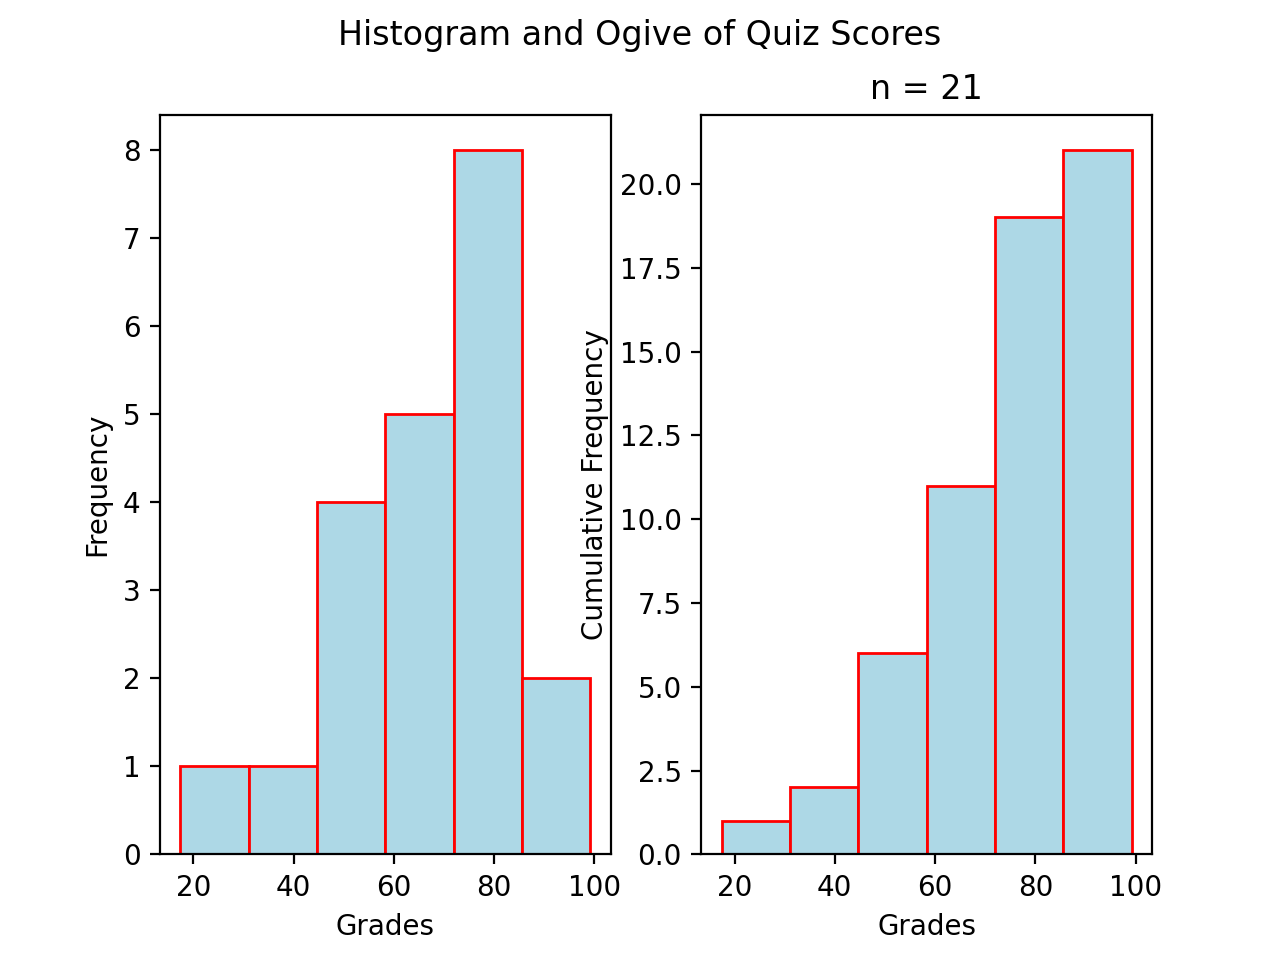 Histogram and Ogive of Quiz Scores
n = 21
8
7
6
5
4
3
2
1
0
Frequency
20 40 60 80 100
Grades
20.0
17.5
15.0
12.5
10.0
7.5
5.0
2.5
0.0
Cumulative Frequency
20 40 60 80 100
Grades